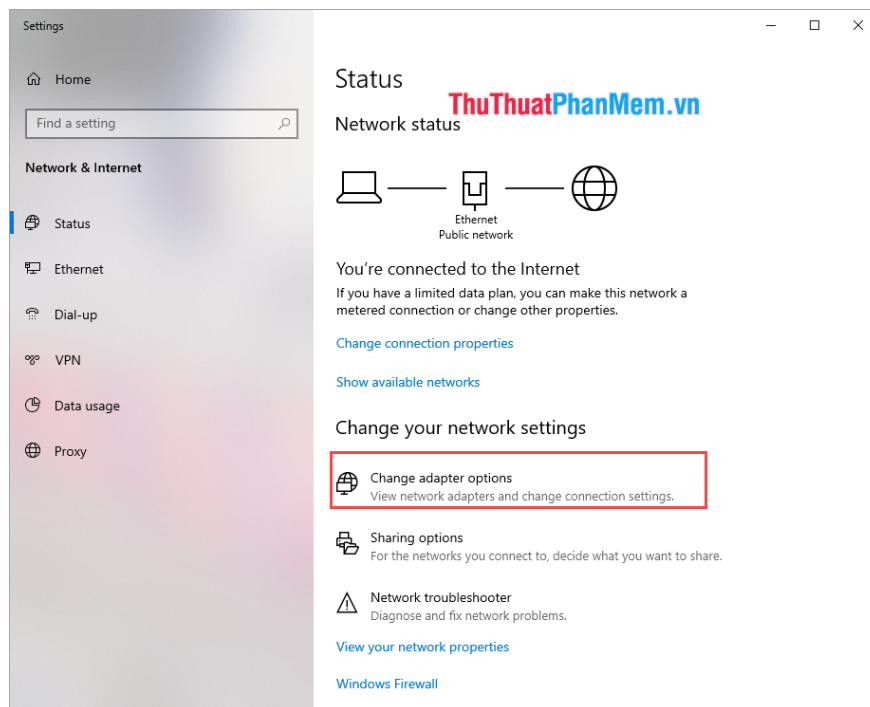 Settings
Home
Find a setting
Network & Internet
Status
Ethernet
Dial-up
VPN
Data usage
Proxy
Status
ThuThuatPhanMem.vn
Network status
Ethernet
Public network
You're connected to the Internet
If you have a limited data plan, you can make this network a
metered connection or change other properties.
Change connection properties
Show available networks
Change your network settings
Change adapter options
View network adapters and change connection settings.
Sharing options
For the networks you connect to, decide what you want to share.
Network troubleshooter
Diagnose and fix network problems.
View your network properties
Windows Firewall